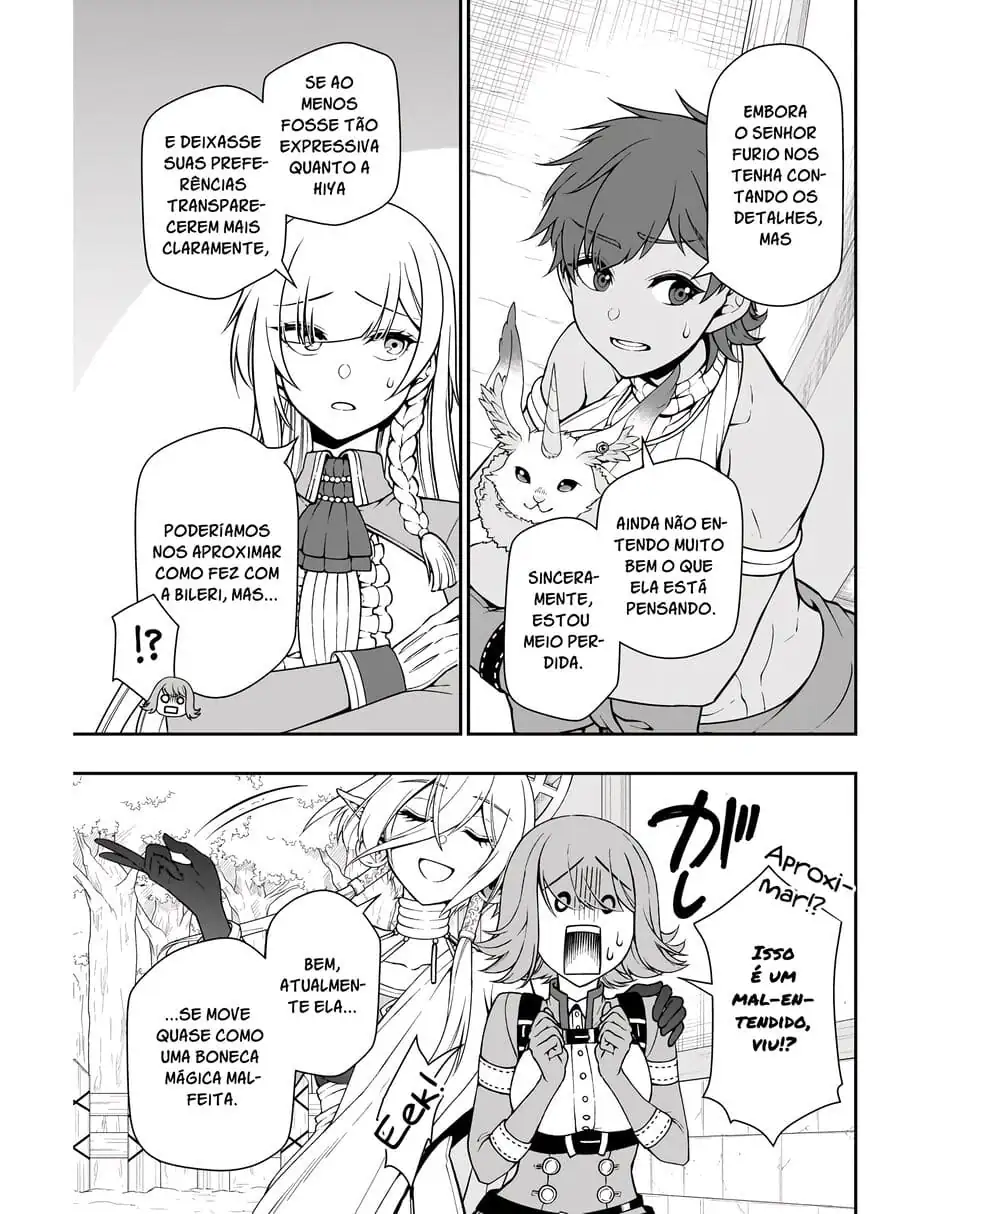 EMBORA
O SENHOR
FURIO NOS
TENHA CON-
TANDO OS
DETALHES,
MAS
AINDA NÃO EN-
TENDO MUITO
BEM O QUE
ELA ESTÁ
PENSANDO.
SINCERA-
MENTE,
ESTOU
MEIO PER-
DIDA.
SE AO
MENOS
FOSSE TÃO
EXPRESSIVA
QUANTO A
HIYA
E DEIXASSE
SUAS PREFE-
RÊNCIAS
TRANSPARE-
CEREM MAIS
CLARAMENTE,
PODERÍAMOS
NOS APROXIMAR
COMO FEZ COM
A BILERI, MAS...
!?
ガシ
Aproxi-
mar!?
ISSO
É UM
MAL-EN-
TENDIDO,
VIU!?
BEM,
ATUALMEN-
TE ELA...
...SE MOVE
QUASE COMO
UMA BONECA
MÁGICA MAL-
FEITA.
Éek!